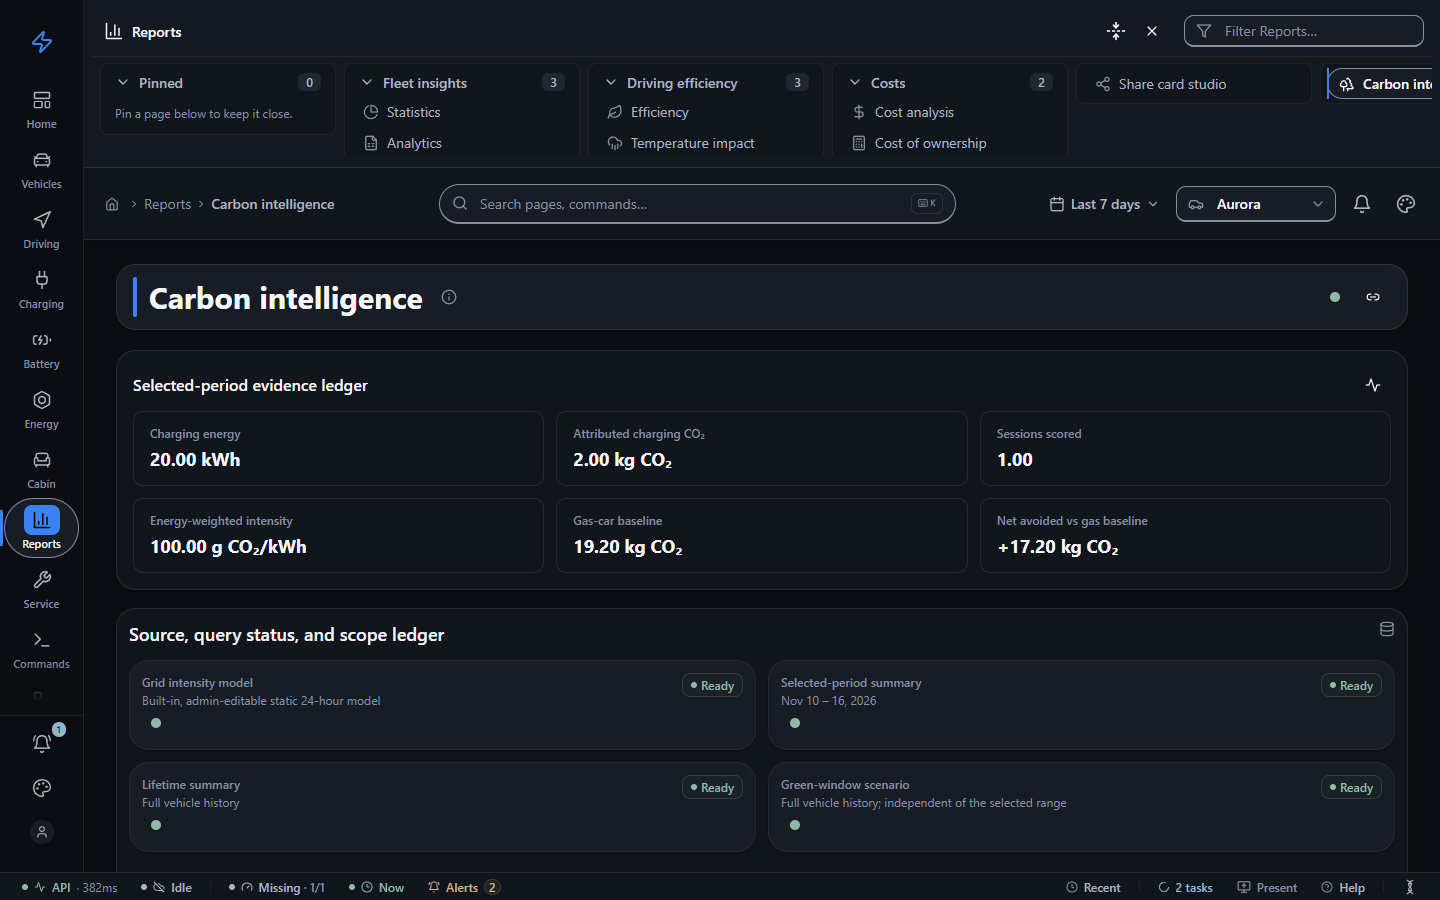 Reports
Filter Reports...
Pinned
0
Pin a page below to keep it close.
Fleet insights
3
Statistics
Analytics
Driving efficiency
3
Efficiency
Temperature impact
Costs
2
Cost analysis
Cost of ownership
Share card studio
Carbon int
Home
Vehicles
Driving
Charging
Battery
Energy
Cabin
Reports
Service
Commands
1
Reports
Carbon intelligence
Search pages, commands...
K
Last 7 days
Aurora
Carbon intelligence
Selected-period evidence ledger
Charging energy
20.00 kWh
Attributed charging CO₂
2.00 kg CO₂
Sessions scored
1.00
Energy-weighted intensity
100.00 g CO₂/kWh
Gas-car baseline
19.20 kg CO₂
Net avoided vs gas baseline
+17.20 kg CO₂
Source, query status, and scope ledger
Grid intensity model
Built-in, admin-editable static 24-hour model
Ready
Selected-period summary
Nov 10 – 16, 2026
Ready
Lifetime summary
Full vehicle history
Ready
Green-window scenario
Full vehicle history; independent of the selected range
Ready
API · 382ms
Idle
Missing · 1/1
Now
Alerts 2
Recent
2 tasks
Present
Help